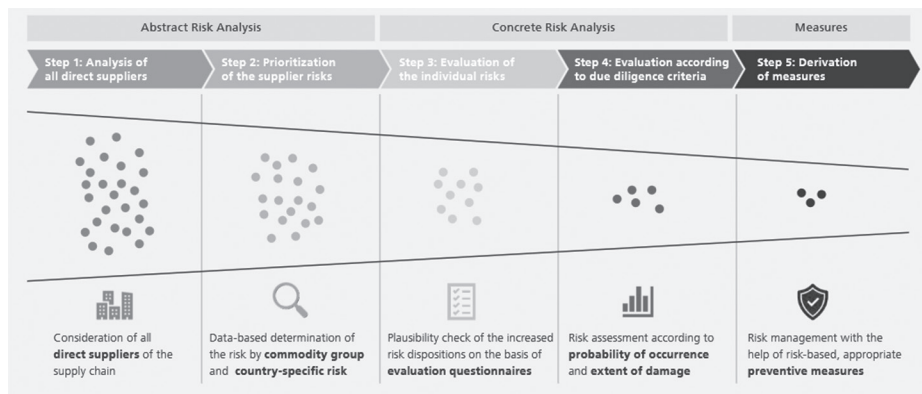 Abstract Risk Analysis
Concrete Risk Analysis
Measures
Step 1: Analysis of
all direct suppliers
Step 2: Prioritization
of the supplier risks
Step 3: Evaluation of
the individual risks
Step 4: Evaluation according
to due diligence criteria
Step 5: Derivation
of measures
Consideration of all
direct suppliers of the
supply chain
Data-based determination of
the risk by commodity group
and country-specific risk
Plausibility check of the increased
risk dispositions on the basis of
evaluation questionnaires
Risk assessment according to
probability of occurrence
and extent of damage
Risk management with the
help of risk-based, appropriate
preventive measures